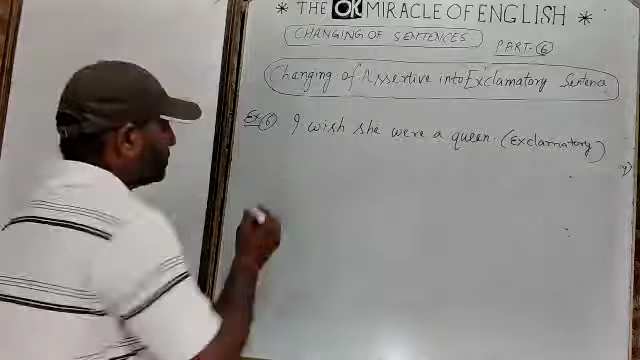 * THE OK MIRACLE OF ENGLISH *
CHANGING OF SENTENCES
PART-6
Changing of Assertive into Exclamatory Sentence
Ex 6 I wish she were a queen. (Exclamatory)